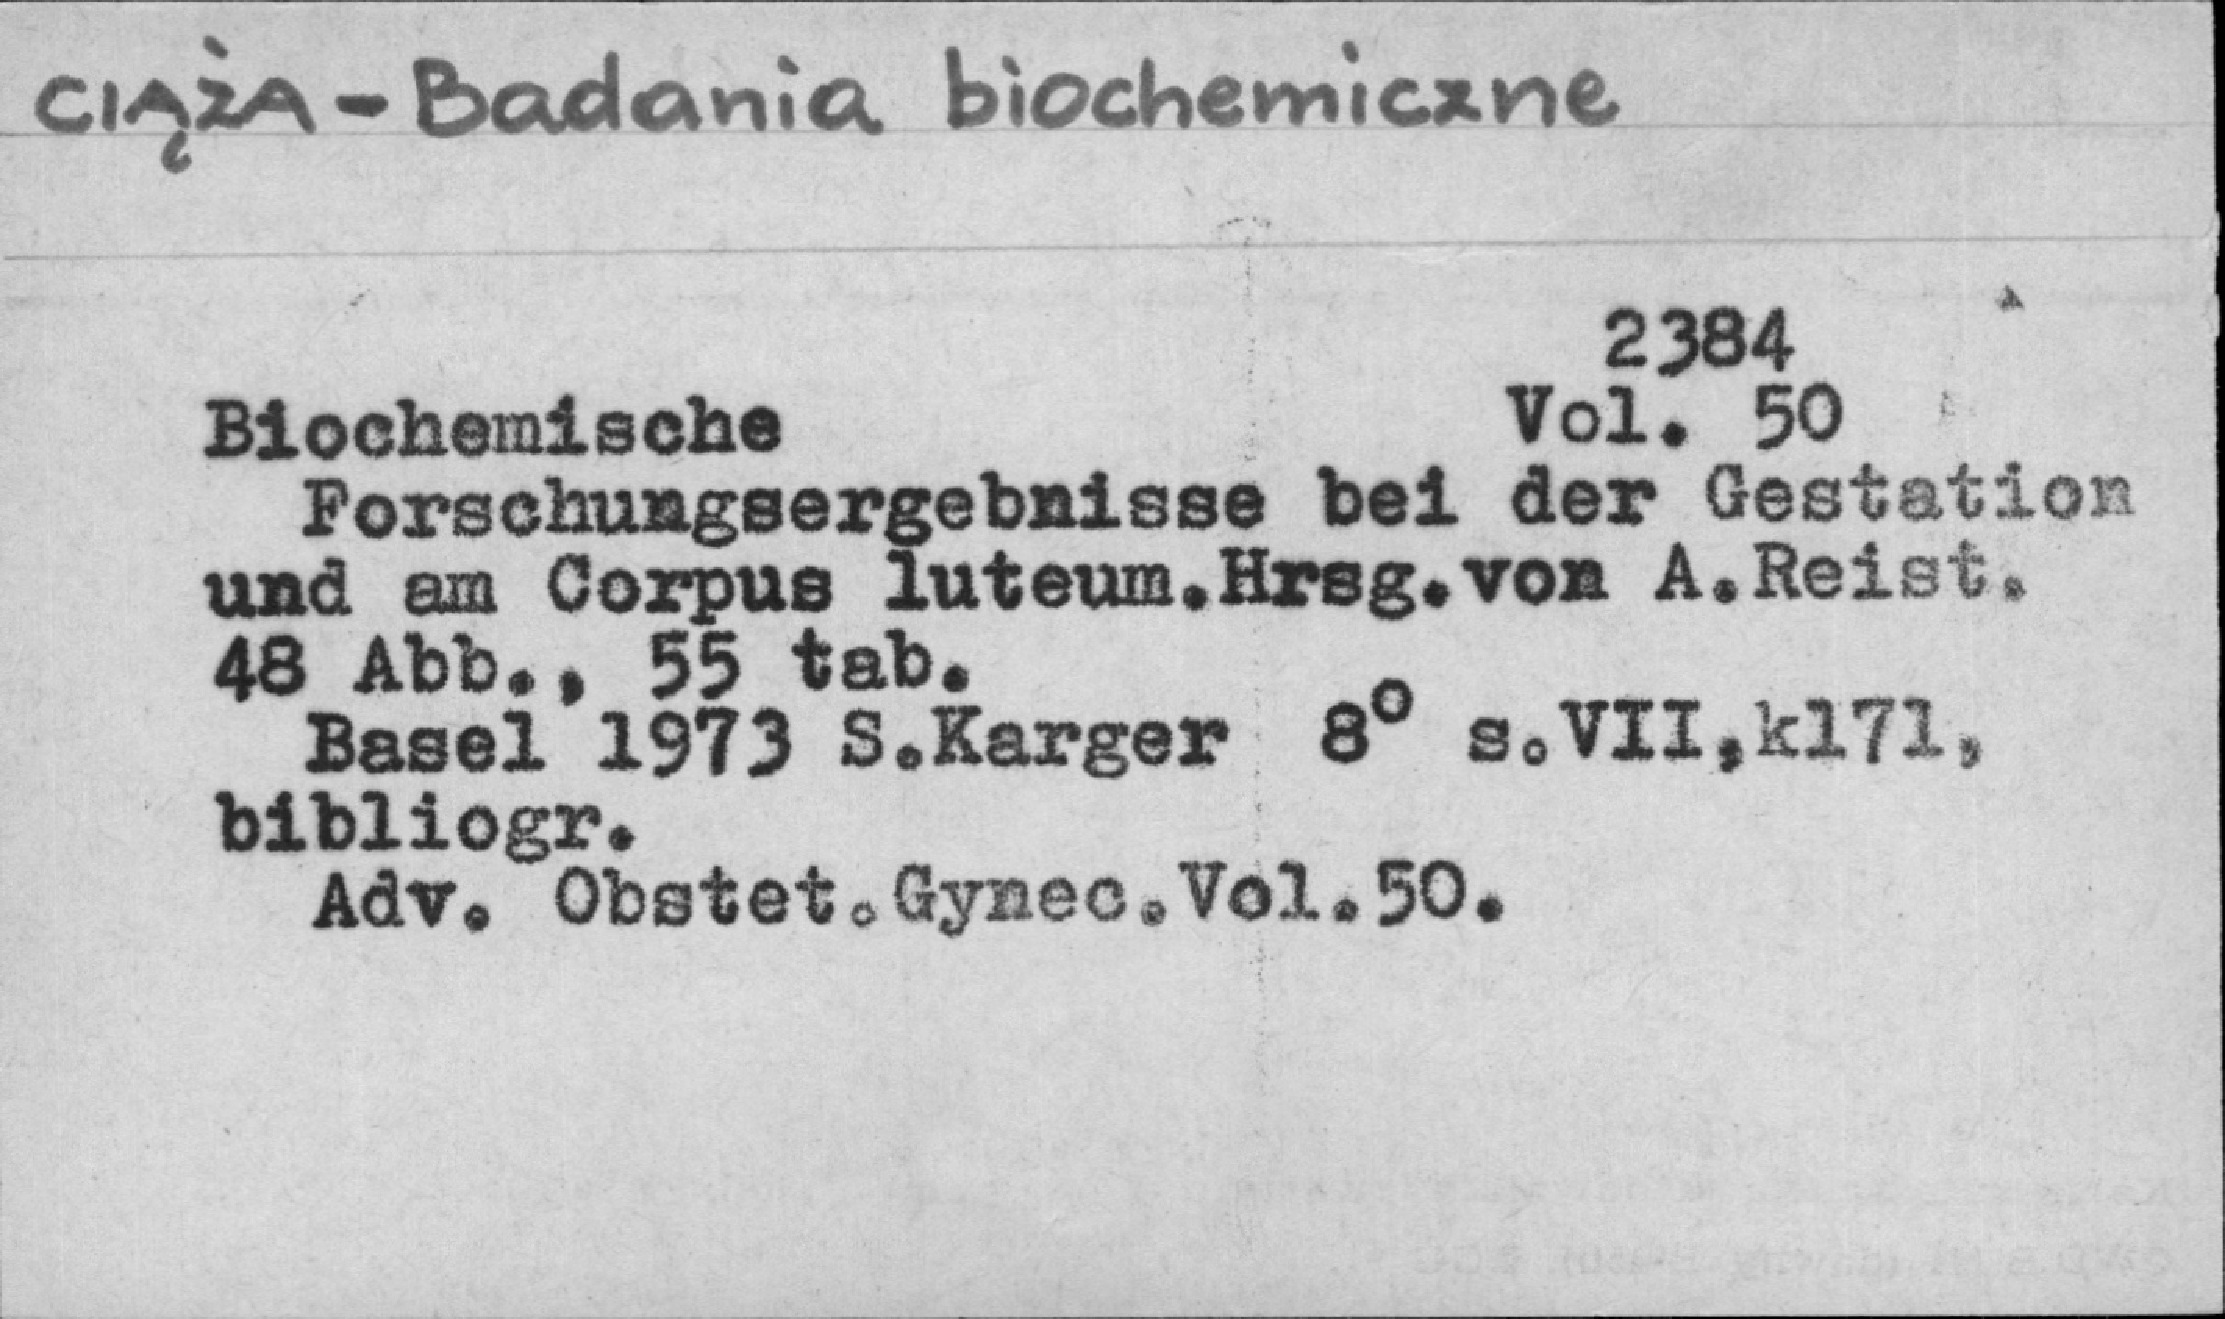 CIĄŻA - Badania biochemiczne
2384
Biochemische Vol. 50
Forschungsergebnisse bei der Gestation
und am Corpus luteum.Hrsg.von A.Reist.
48 Abb., 55 tab.
Basel 1973 S.Karger 8° s.VII,k171,
bibliogr.
Adv. Obstet.Gynec.Vol.50.